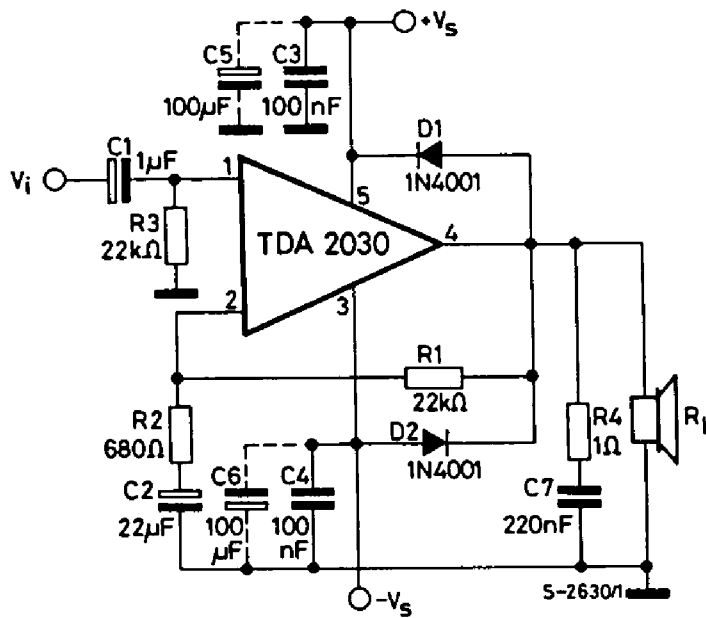 +Vs
C5
C3
100µF
100 nF
D1
1N4001
C1
1µF
Vi
1
5
R3
22kΩ
TDA 2030
4
2
3
R1
22kΩ
R2
680Ω
D2
1N4001
R4
1Ω
Rl
C2
22µF
C6
100
µF
C4
100
nF
C7
220nF
S-2630/1
-Vs